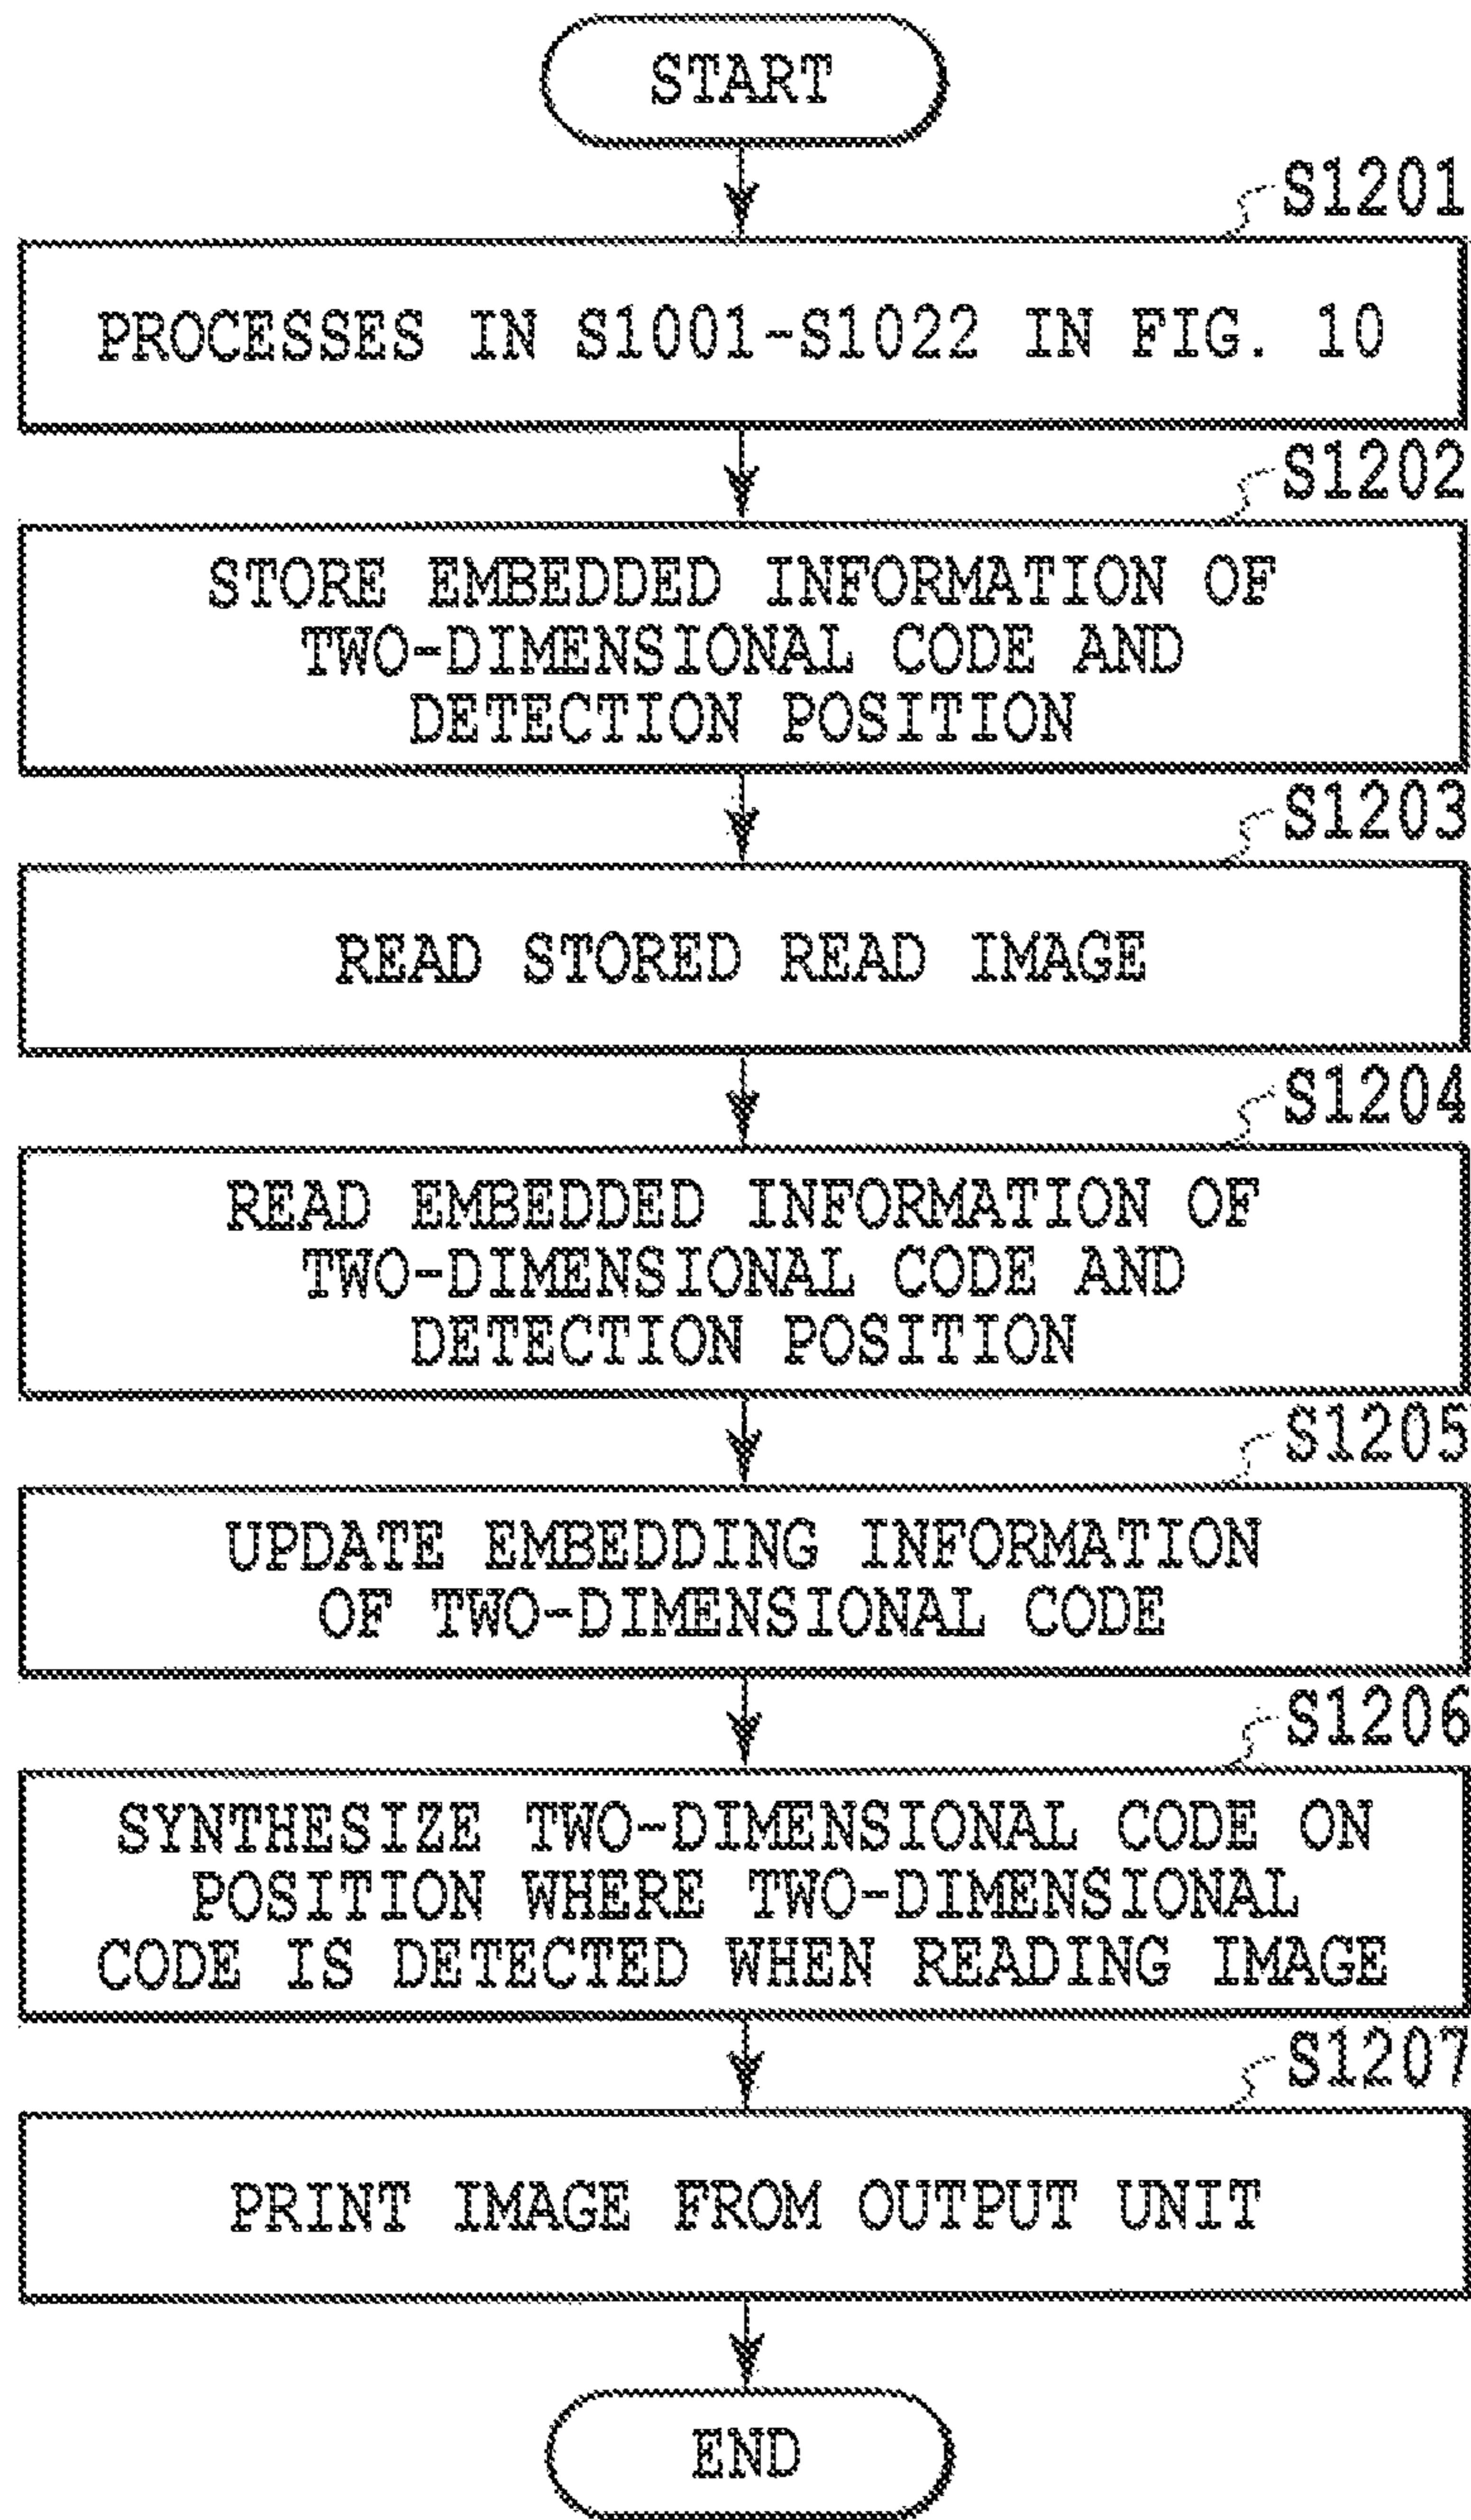 START
S1201
PROCESSES IN S1001-S1022 IN FIG. 10
S1202
STORE EMBEDDED INFORMATION OF
TWO-DIMENSIONAL CODE AND
DETECTION POSITION
S1203
READ STORED READ IMAGE
S1204
READ EMBEDDED INFORMATION OF
TWO-DIMENSIONAL CODE AND
DETECTION POSITION
S1205
UPDATE EMBEDDING INFORMATION
OF TWO-DIMENSIONAL CODE
S1206
SYNTHESIZE TWO-DIMENSIONAL CODE ON
POSITION WHERE TWO-DIMENSIONAL
CODE IS DETECTED WHEN READING IMAGE
S1207
PRINT IMAGE FROM OUTPUT UNIT
END